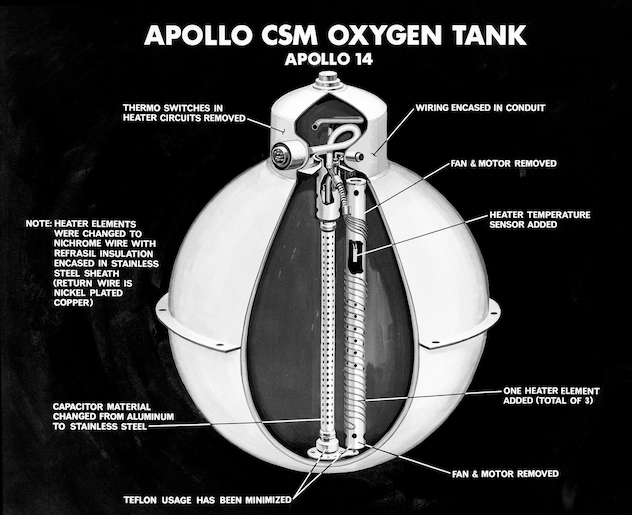 APOLLO CSM OXYGEN TANK
APOLLO 14
THERMO SWITCHES IN
HEATER CIRCUITS REMOVED
WIRING ENCASED IN CONDUIT
FAN & MOTOR REMOVED
HEATER TEMPERATURE
SENSOR ADDED
NOTE: HEATER ELEMENTS
WERE CHANGED TO
NICHROME WIRE WITH
REFRASIL INSULATION
ENCASED IN STAINLESS
STEEL SHEATH
(RETURN WIRE IS
NICKEL PLATED
COPPER)
ONE HEATER ELEMENT
ADDED (TOTAL OF 3)
CAPACITOR MATERIAL
CHANGED FROM ALUMINUM
TO STAINLESS STEEL
FAN & MOTOR REMOVED
TEFLON USAGE HAS BEEN MINIMIZED